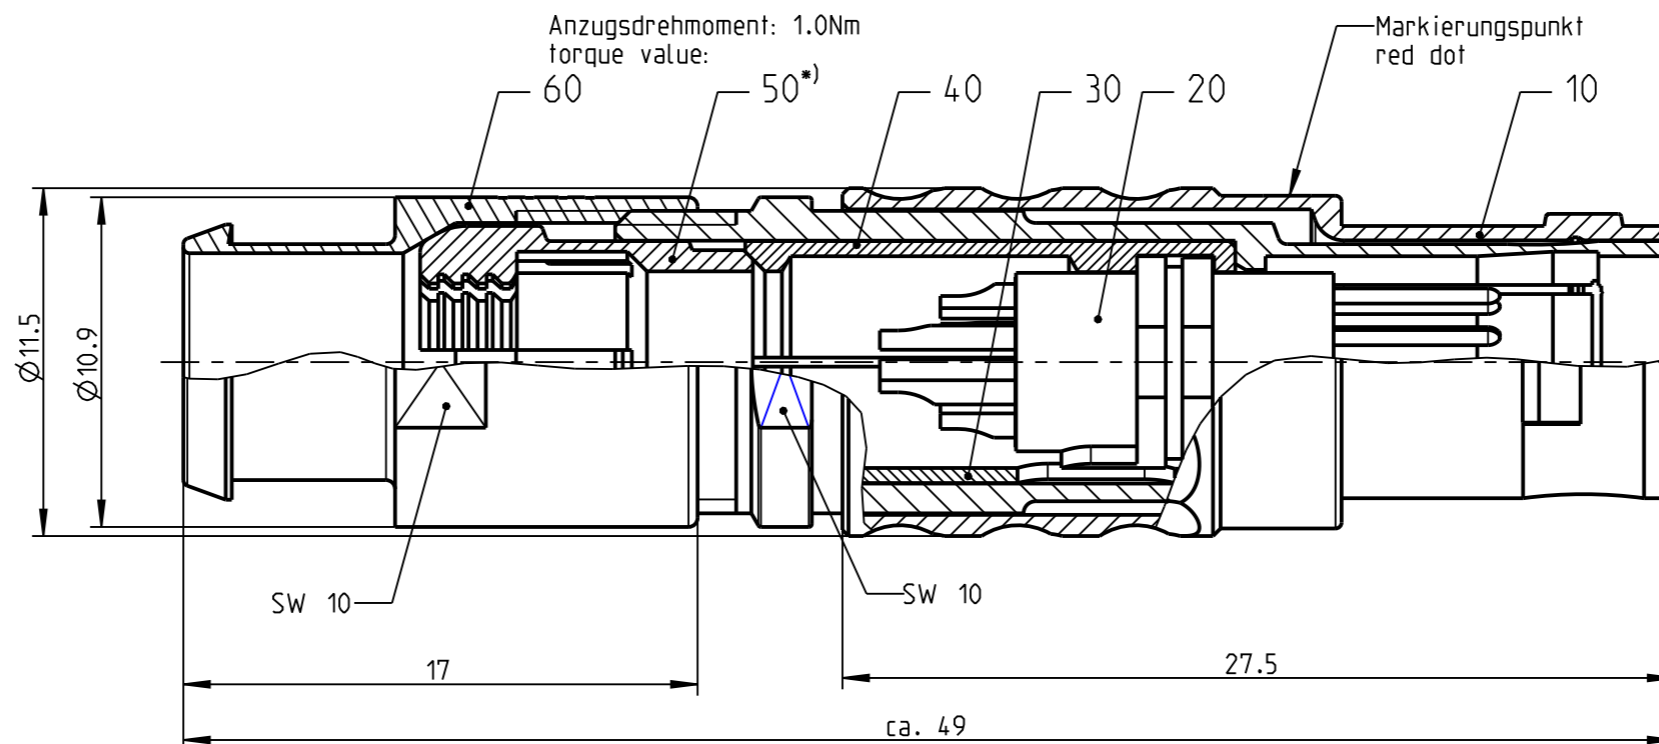 Anzugsdrehmoment: 1.0Nm
torque value:
Markierungspunkt
red dot
60
50*)
40
30
20
10
Ø11.5
Ø10.9
SW 10
SW 10
17
27.5
ca. 49